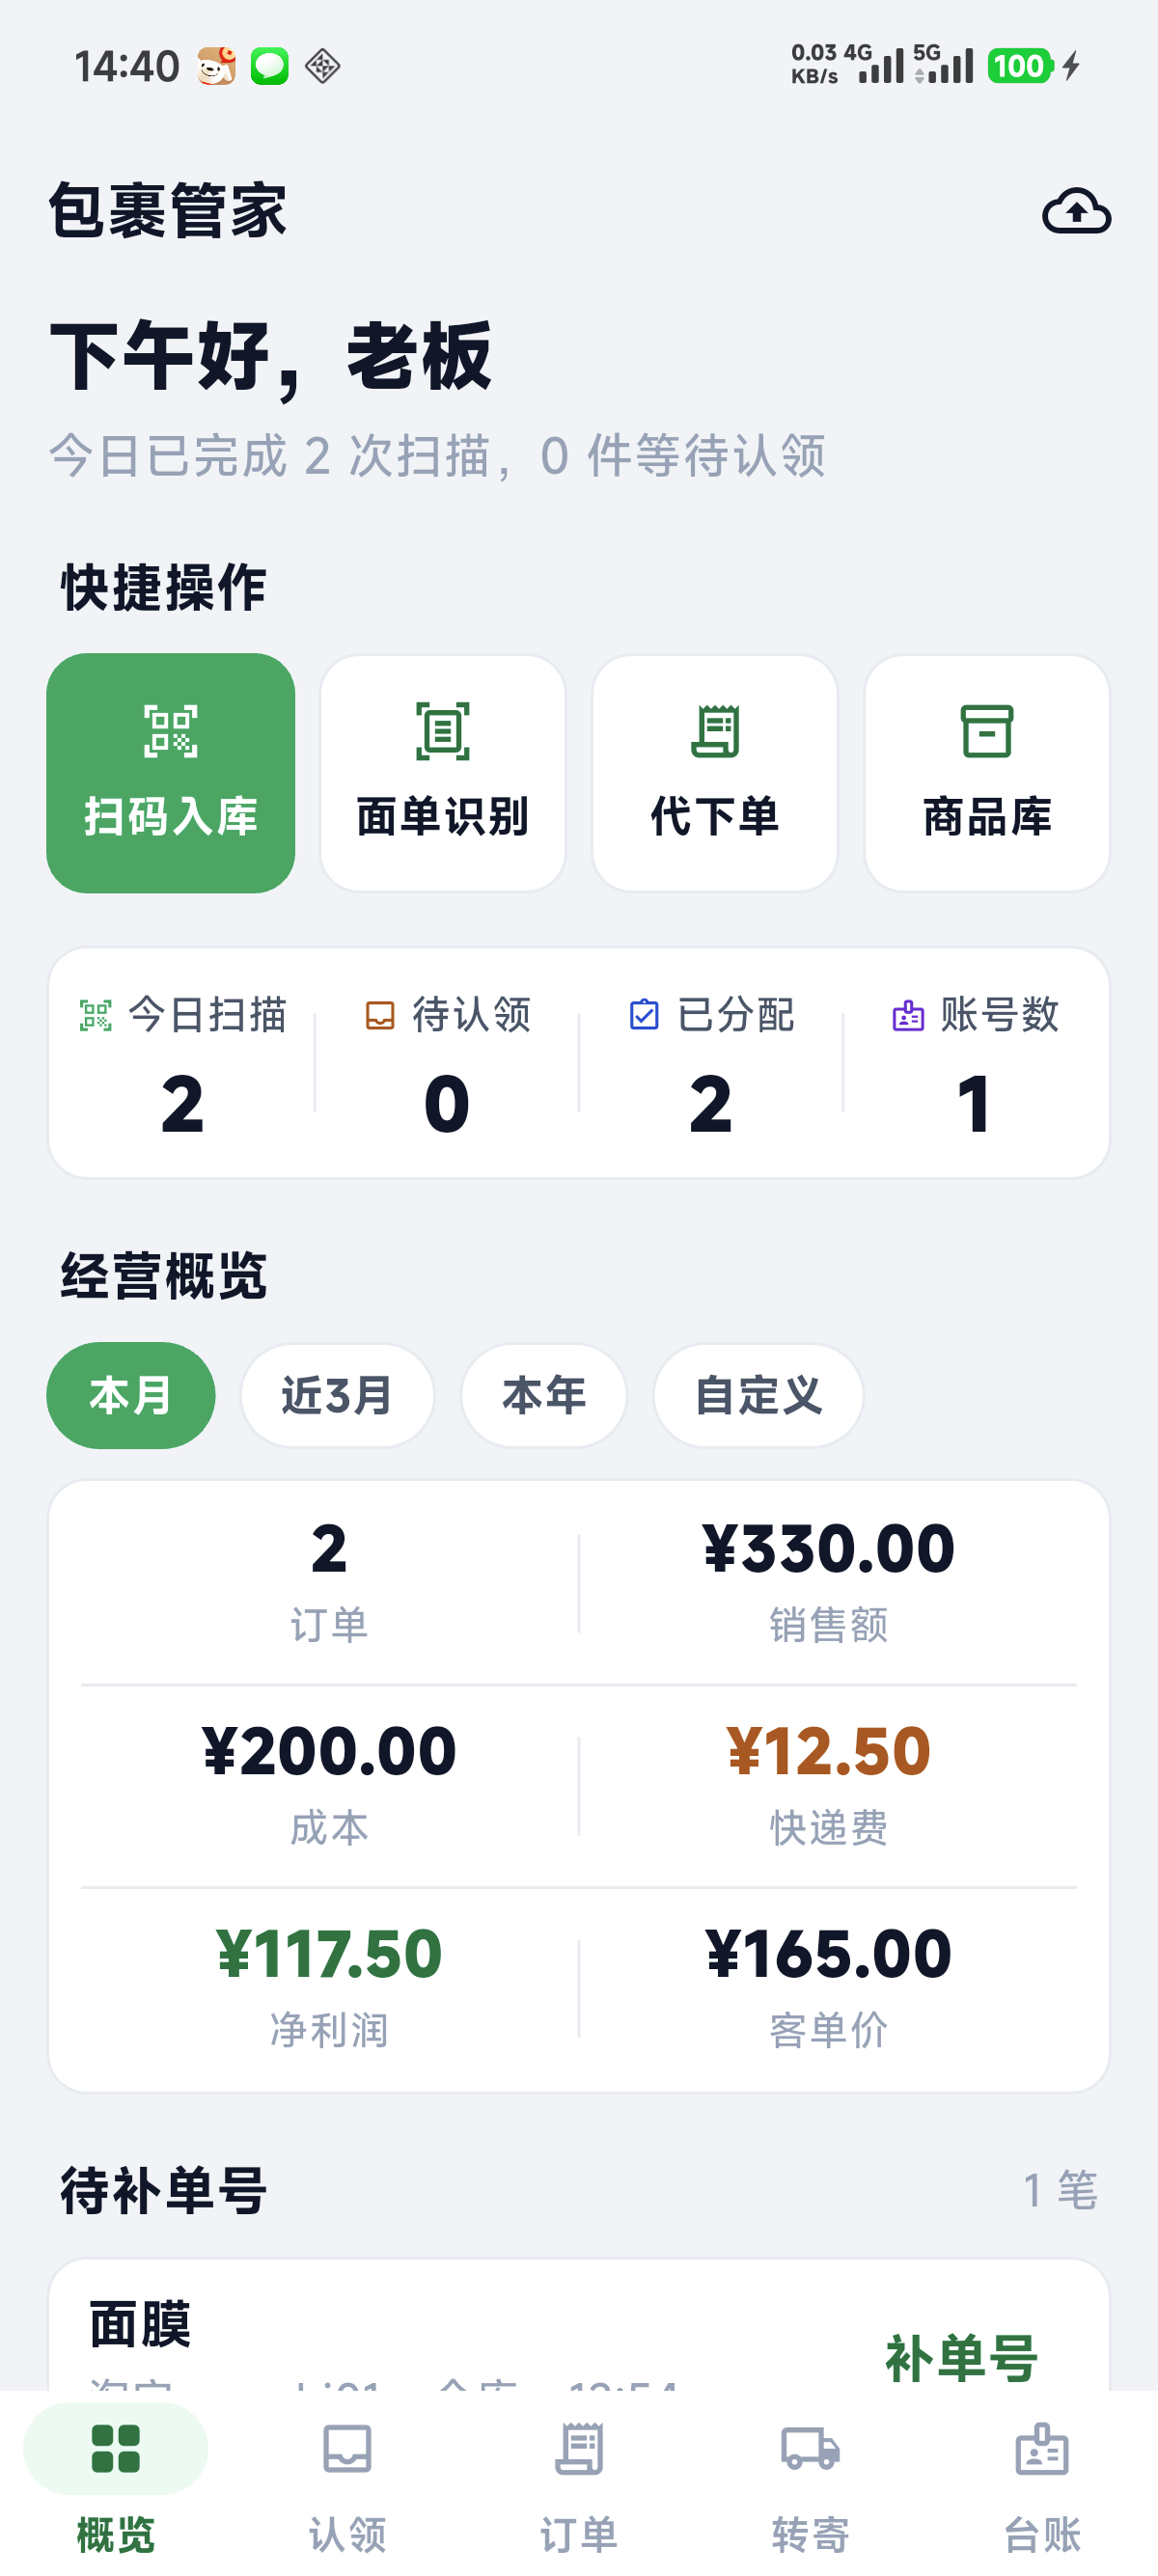 14:40
0.03 KB/s 4G 5G 100
包裹管家
下午好，老板
今日已完成 2 次扫描，0 件等待认领
快捷操作
扫码入库 面单识别 代下单 商品库
今日扫描 待认领 已分配 账号数
2 0 2 1
经营概览
本月 近3月 本年 自定义
2 ¥330.00
订单 销售额
¥200.00 ¥12.50
成本 快递费
¥117.50 ¥165.00
净利润 客单价
待补单号 1 笔
面膜
补单号
概览 认领 订单 转寄 台账